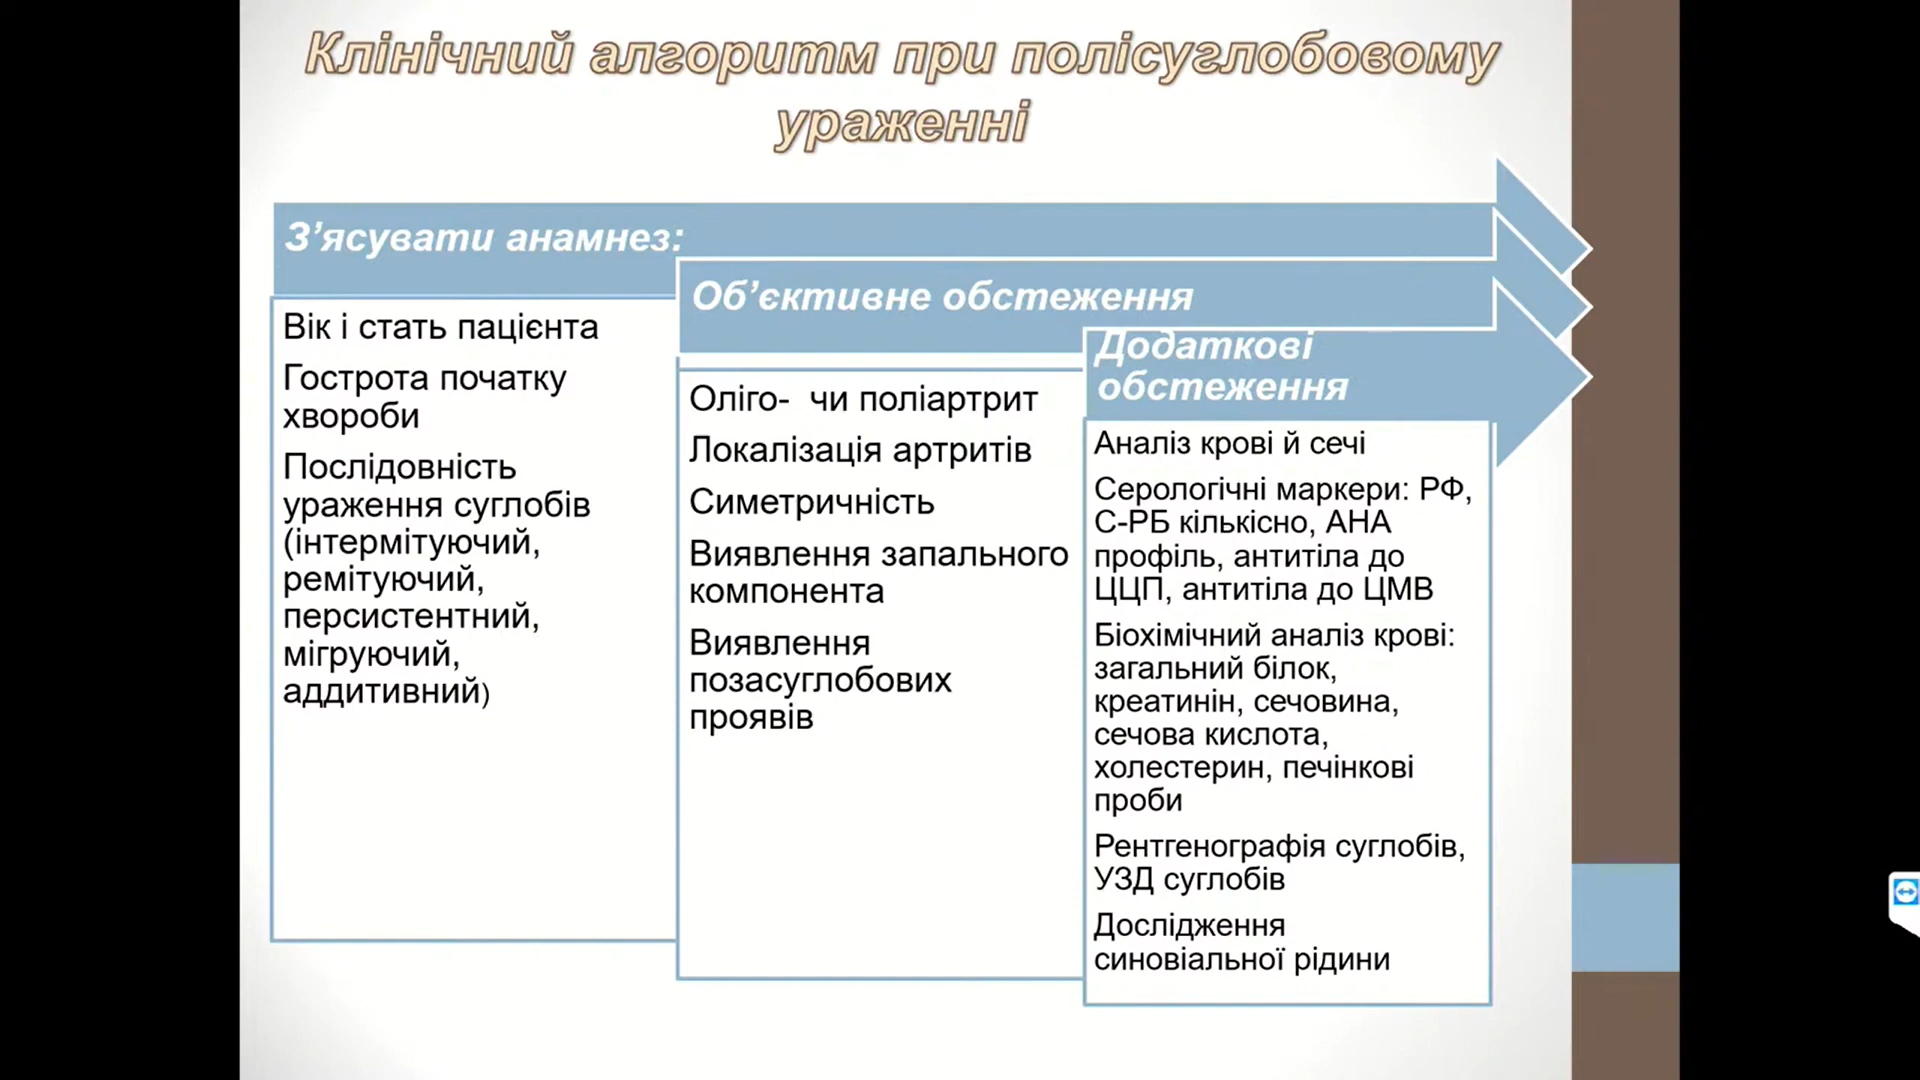 Клінічний алгоритм при полісуглобовому
ураженні
З’ясувати анамнез:
Вік і стать пацієнта
Гострота початку
хвороби
Послідовність
ураження суглобів
(інтермітуючий,
ремітуючий,
персистентний,
мігруючий,
аддитивний)
Об’єктивне обстеження
Оліго-  чи поліартрит
Локалізація артритів
Симетричність
Виявлення запального
компонента
Виявлення
позасуглобових
проявів
Додаткові
обстеження
Аналіз крові й сечі
Серологічні маркери: РФ,
С-РБ кількісно, АНА
профіль, антитіла до
ЦЦП, антитіла до ЦМВ
Біохімічний аналіз крові:
загальний білок,
креатинін, сечовина,
сечова кислота,
холестерин, печінкові
проби
Рентгенографія суглобів,
УЗД суглобів
Дослідження
синовіальної рідини